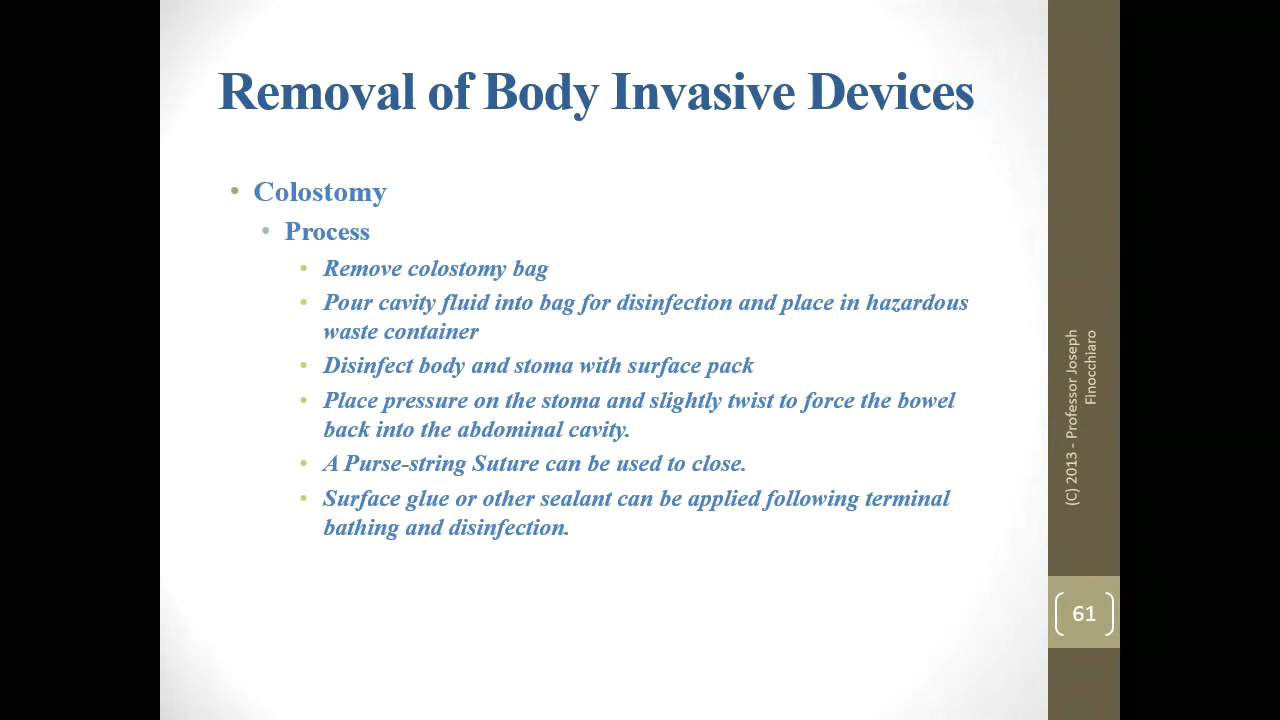 Removal of Body Invasive Devices
• Colostomy
• Process
• Remove colostomy bag
• Pour cavity fluid into bag for disinfection and place in hazardous
waste container
• Disinfect body and stoma with surface pack
• Place pressure on the stoma and slightly twist to force the bowel
back into the abdominal cavity.
• A Purse-string Suture can be used to close.
• Surface glue or other sealant can be applied following terminal
bathing and disinfection.
(C) 2013 - Professor Joseph
Finocchiaro
61